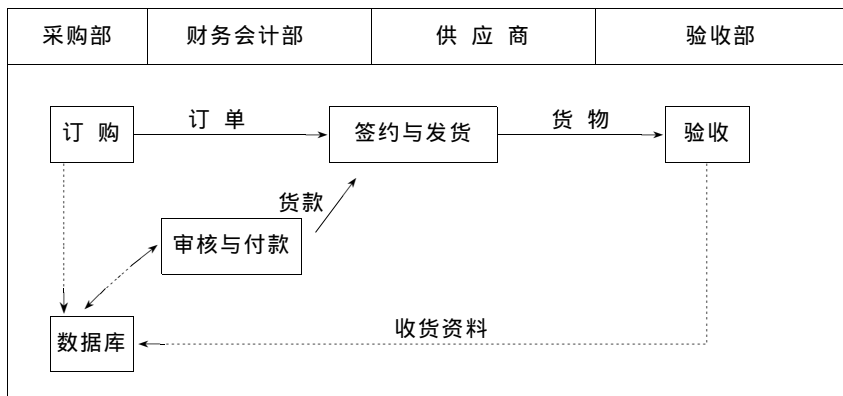 采购部 财务会计部 供 应 商 验收部
订 购 订 单 签约与发货 货 物 验收
货款
审核与付款
收货资料
数据库